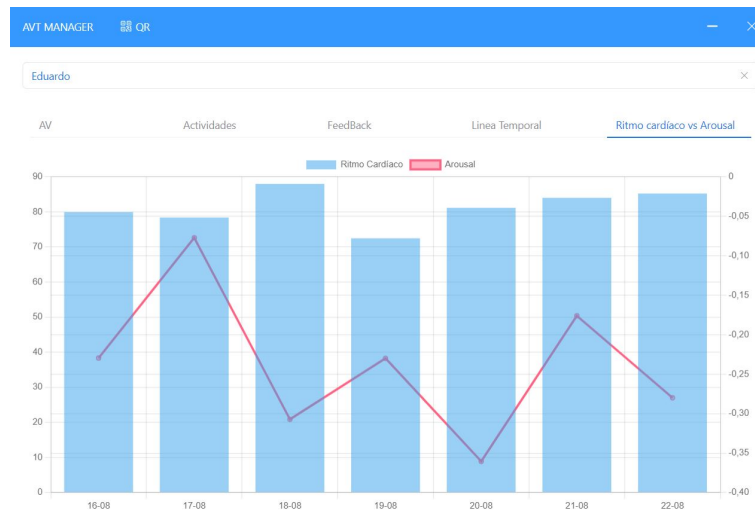 AVT MANAGER QR
Eduardo
AV Actividades FeedBack Linea Temporal Ritmo cardíaco vs Arousal
Ritmo Cardíaco Arousal
90 0
80 -0,05
70 -0,10
60 -0,15
50 -0,20
40 -0,25
30 -0,30
20 -0,35
10 -0,40
0
16-08 17-08 18-08 19-08 20-08 21-08 22-08